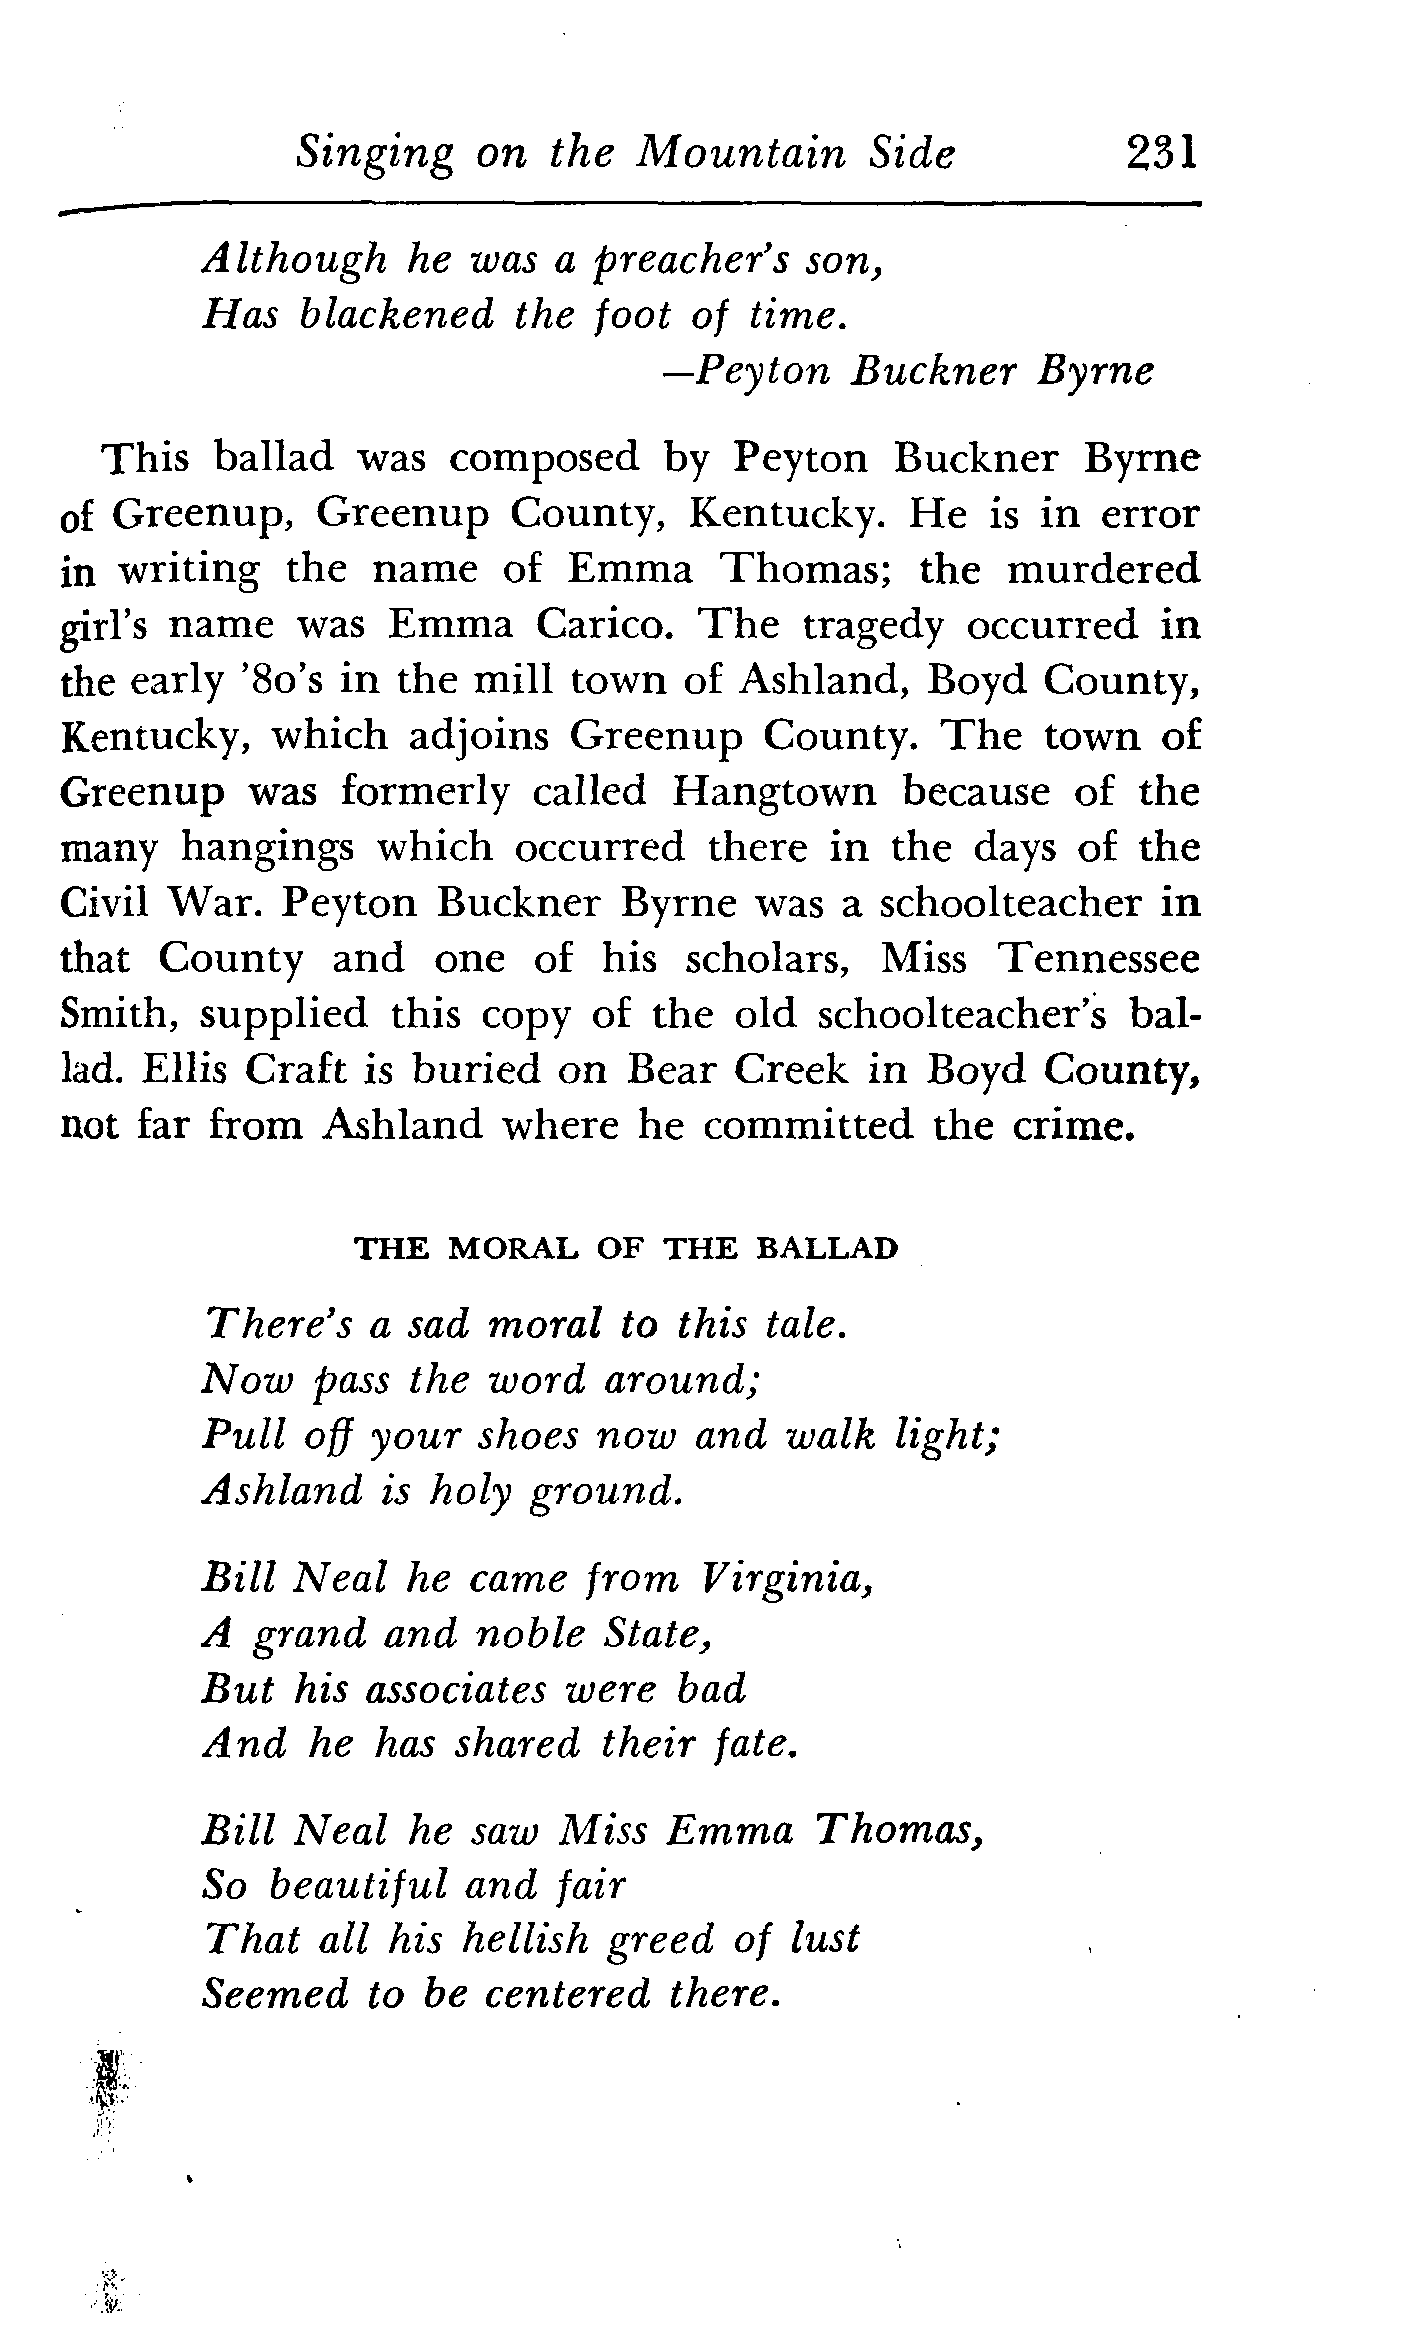 Singing on the Mountain Side 231
Although he was a preacher's son,
Has blackened the foot of time.
—Peyton Buckner Byrne
This ballad was composed by Peyton Buckner Byrne
of Greenup, Greenup County, Kentucky. He is in error
in writing the name of Emma Thomas; the murdered
girl's name was Emma Carico. The tragedy occurred in
the early '80's in the mill town of Ashland, Boyd County,
Kentucky, which adjoins Greenup County. The town of
Greenup was formerly called Hangtown because of the
many hangings which occurred there in the days of the
Civil War. Peyton Buckner Byrne was a schoolteacher in
that County and one of his scholars, Miss Tennessee
Smith, supplied this copy of the old schoolteacher's bal-
lad. Ellis Craft is buried on Bear Creek in Boyd County,
not far from Ashland where he committed the crime.
THE MORAL OF THE BALLAD
There's a sad moral to this tale.
Now pass the word around;
Pull off your shoes now and walk light;
Ashland is holy ground.
Bill Neal he came from Virginia,
A grand and noble State,
But his associates were bad
And he has shared their fate.
Bill Neal he saw Miss Emma Thomas,
So beautiful and fair
That all his hellish greed of lust
Seemed to be centered there.